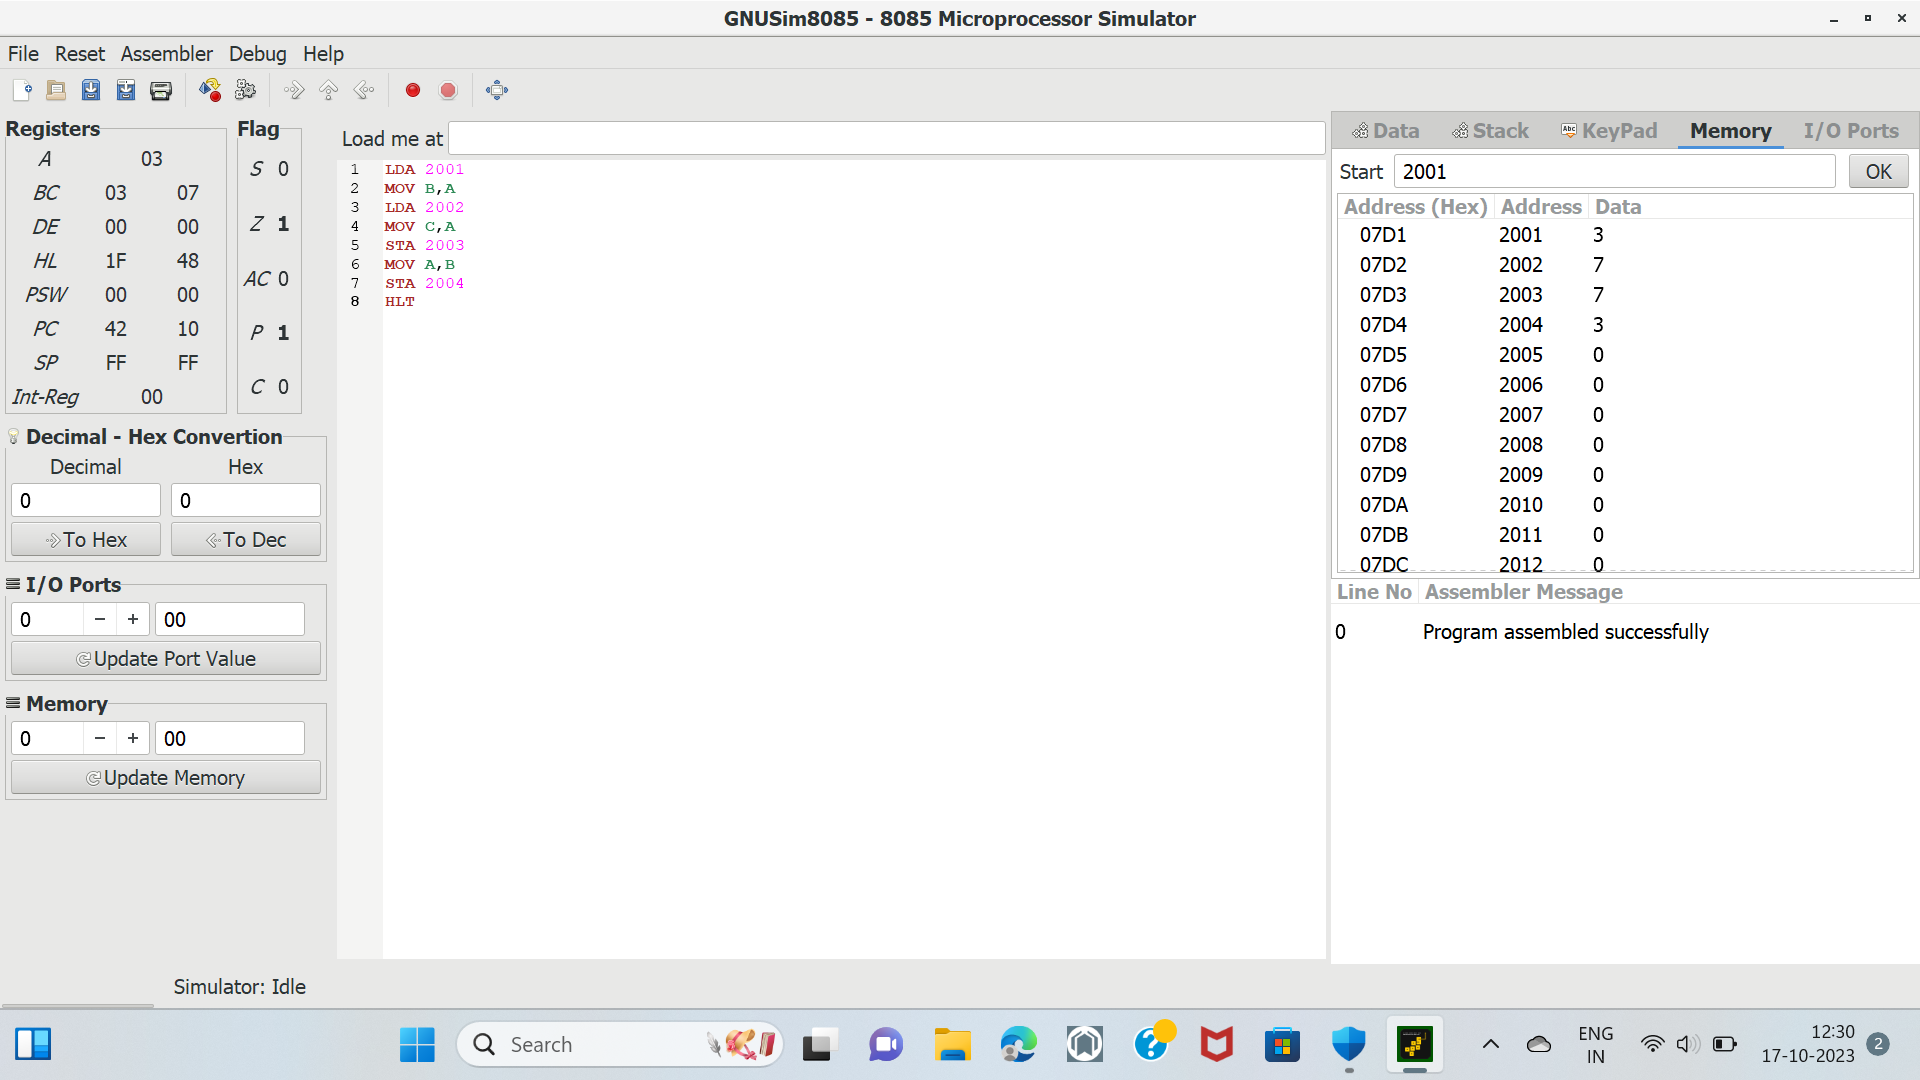 GNUSim8085 - 8085 Microprocessor Simulator
File Reset Assembler Debug Help
Registers
A 03
BC 03 07
DE 00 00
HL 1F 48
PSW 00 00
PC 42 10
SP FF FF
Int-Reg 00
Flag
S 0
Z 1
AC 0
P 1
C 0
Decimal - Hex Convertion
Decimal Hex
0 0
To Hex To Dec
I/O Ports
0 − + 00
Update Port Value
Memory
0 − + 00
Update Memory
Load me at
1 LDA 2001
2 MOV B,A
3 LDA 2002
4 MOV C,A
5 STA 2003
6 MOV A,B
7 STA 2004
8 HLT
Data Stack Abc KeyPad Memory I/O Ports
Start 2001 OK
Address (Hex) Address Data
07D1 2001 3
07D2 2002 7
07D3 2003 7
07D4 2004 3
07D5 2005 0
07D6 2006 0
07D7 2007 0
07D8 2008 0
07D9 2009 0
07DA 2010 0
07DB 2011 0
07DC 2012 0
Line No Assembler Message
0 Program assembled successfully
Simulator: Idle
Search
ENG
IN
12:30
17-10-2023
2